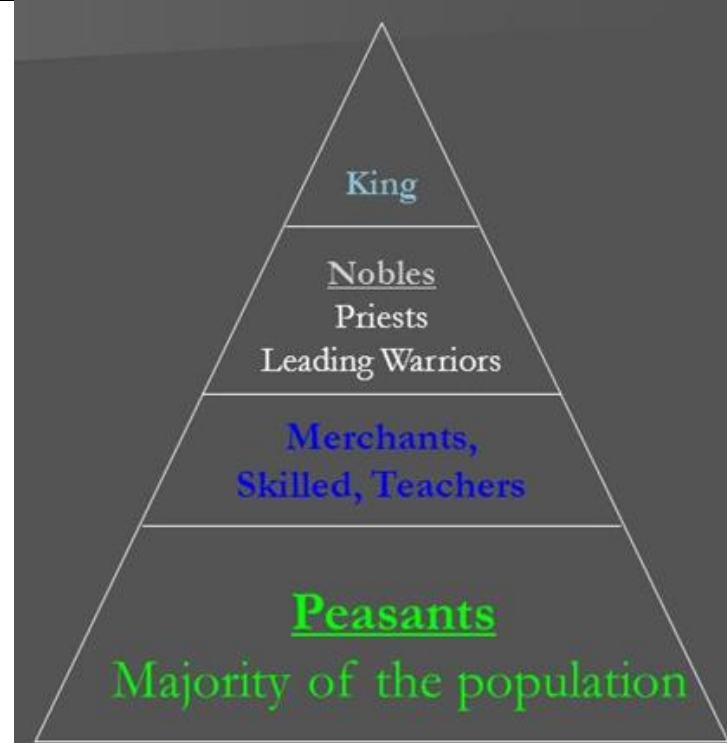 King
Nobles
Priests
Leading Warriors
Merchants,
Skilled, Teachers
Peasants
Majority of the population